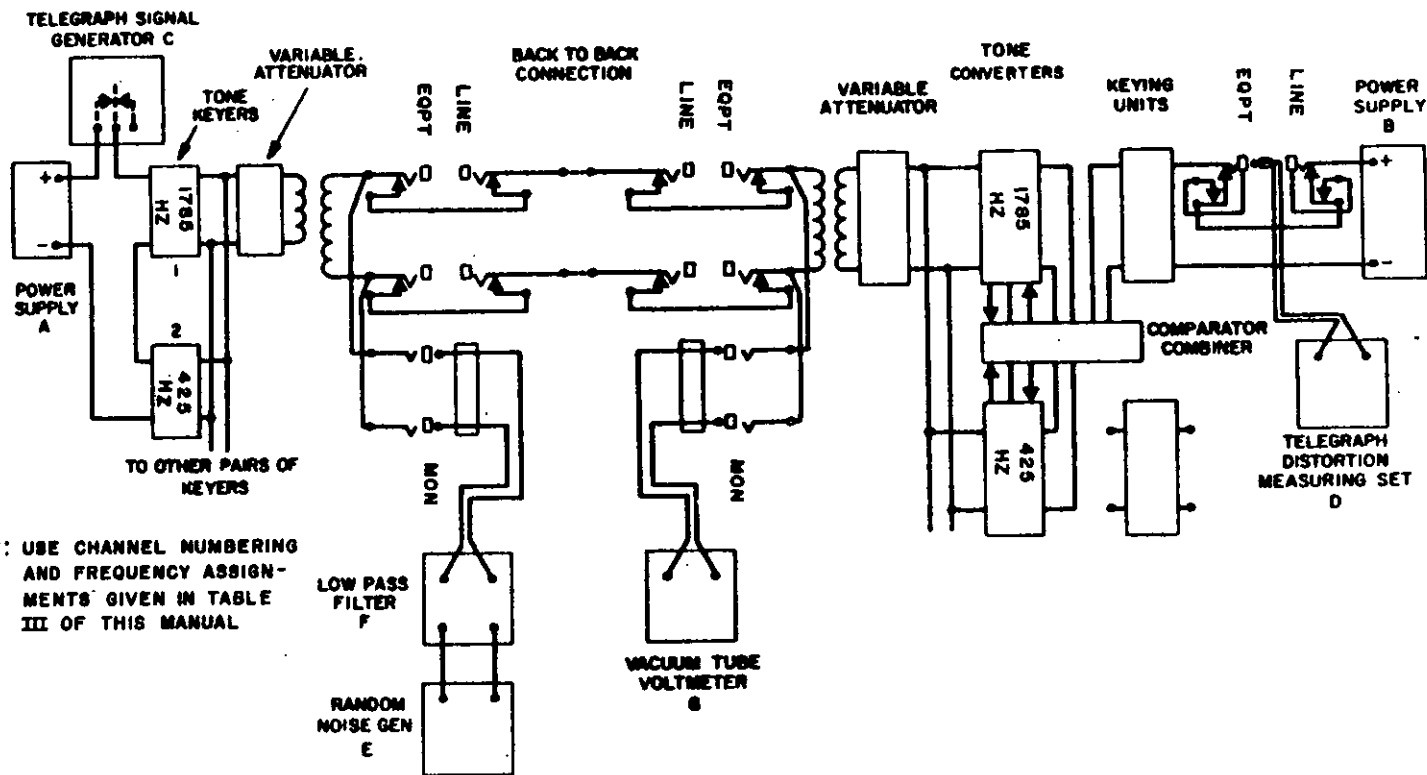 TELEGRAPH SIGNAL
GENERATOR C
VARIABLE.
ATTENUATOR
TONE
KEYERS
BACK TO BACK
CONNECTION
EQPT
LINE
LINE
EQPT
VARIABLE
ATTENUATOR
TONE
CONVERTERS
KEYING
UNITS
EQPT
LINE
POWER
SUPPLY
B
+
-
1785
HZ
1
+
-
POWER
SUPPLY
A
2
425
HZ
TO OTHER PAIRS OF
KEYERS
1785
HZ
COMPARATOR
COMBINER
425
HZ
TELEGRAPH
DISTORTION
MEASURING SET
D
MON
MON
: USE CHANNEL NUMBERING
AND FREQUENCY ASSIGN-
MENTS GIVEN IN TABLE
III OF THIS MANUAL
LOW PASS
FILTER
F
VACUUM TUBE
VOLTMETER
G
RANDOM
NOISE GEN
E